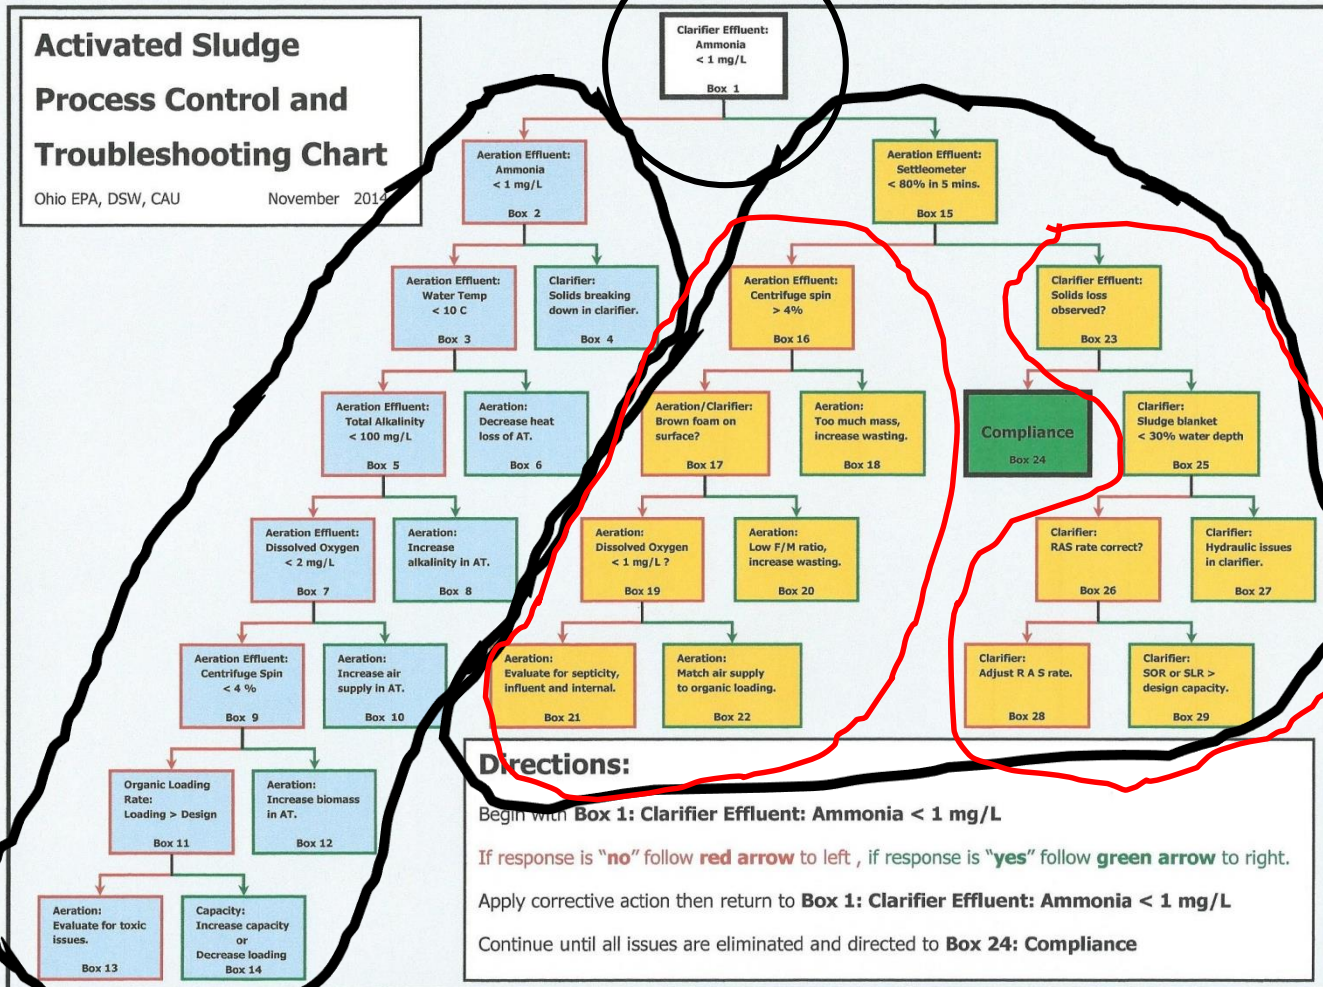 Activated Sludge
Process Control and
Troubleshooting Chart
Ohio EPA, DSW, CAU November 2014
Clarifier Effluent:
Ammonia
< 1 mg/L
Box 1
Aeration Effluent:
Ammonia
< 1 mg/L
Box 2
Aeration Effluent:
Settleometer
< 80% in 5 mins.
Box 15
Aeration Effluent:
Water Temp
< 10 C
Box 3
Clarifier:
Solids breaking
down in clarifier.
Box 4
Aeration Effluent:
Centrifuge spin
> 4%
Box 16
Clarifier Effluent:
Solids loss
observed?
Box 23
Aeration Effluent:
Total Alkalinity
< 100 mg/L
Box 5
Aeration:
Decrease heat
loss of AT.
Box 6
Aeration/Clarifier:
Brown foam on
surface?
Box 17
Aeration:
Too much mass,
increase wasting.
Box 18
Compliance
Box 24
Clarifier:
Sludge blanket
< 30% water depth
Box 25
Aeration Effluent:
Dissolved Oxygen
< 2 mg/L
Box 7
Aeration:
Increase
alkalinity in AT.
Box 8
Aeration:
Dissolved Oxygen
< 1 mg/L ?
Box 19
Aeration:
Low F/M ratio,
increase wasting.
Box 20
Clarifier:
RAS rate correct?
Box 26
Clarifier:
Hydraulic issues
in clarifier.
Box 27
Aeration Effluent:
Centrifuge Spin
< 4 %
Box 9
Aeration:
Increase air
supply in AT.
Box 10
Aeration:
Evaluate for septicity,
influent and internal.
Box 21
Aeration:
Match air supply
to organic loading.
Box 22
Clarifier:
Adjust R A S rate.
Box 28
Clarifier:
SOR or SLR >
design capacity.
Box 29
Organic Loading
Rate:
Loading > Design
Box 11
Aeration:
Increase biomass
in AT.
Box 12
Aeration:
Evaluate for toxic
issues.
Box 13
Capacity:
Increase capacity
or
Decrease loading
Box 14
Directions:
Begin with Box 1: Clarifier Effluent: Ammonia < 1 mg/L
If response is "no" follow red arrow to left , if response is "yes" follow green arrow to right.
Apply corrective action then return to Box 1: Clarifier Effluent: Ammonia < 1 mg/L
Continue until all issues are eliminated and directed to Box 24: Compliance